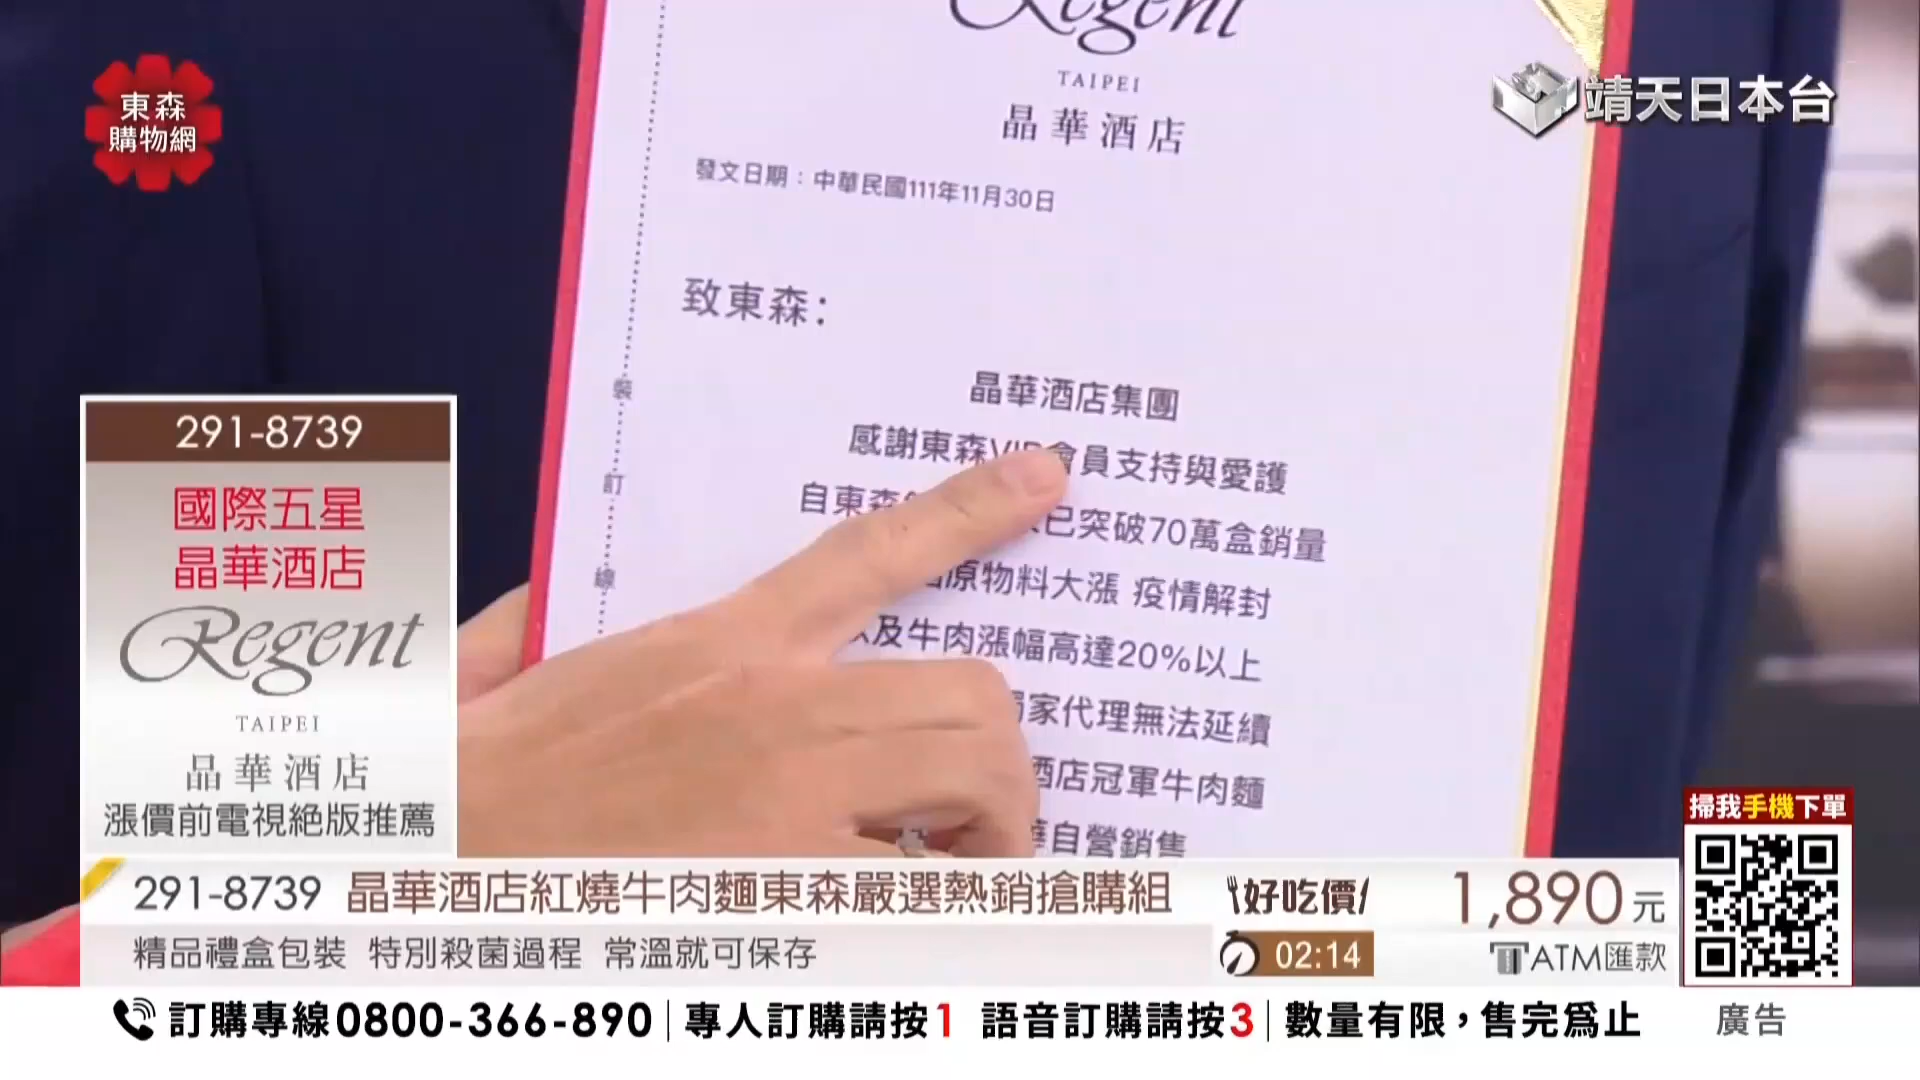 東森
購物網
靖天日本台
Regent
TAIPEI
晶華酒店
發文日期：中華民國111年11月30日
致東森：
晶華酒店集團
感謝東森VIP會員支持與愛護
自東森 已突破70萬盒銷量
原物料大漲 疫情解封
以及牛肉漲幅高達20%以上
獨家代理無法延續
酒店冠軍牛肉麵
華自營銷售
裝
訂
線
291-8739
國際五星
晶華酒店
Regent
TAIPEI
晶華酒店
漲價前電視絕版推薦
291-8739 晶華酒店紅燒牛肉麵東森嚴選熱銷搶購組
好吃價
1,890元
精品禮盒包裝 特別殺菌過程 常溫就可保存
02:14
ATM匯款
掃我手機下單
訂購專線0800-366-890 | 專人訂購請按1 語音訂購請按3 | 數量有限，售完為止
廣告